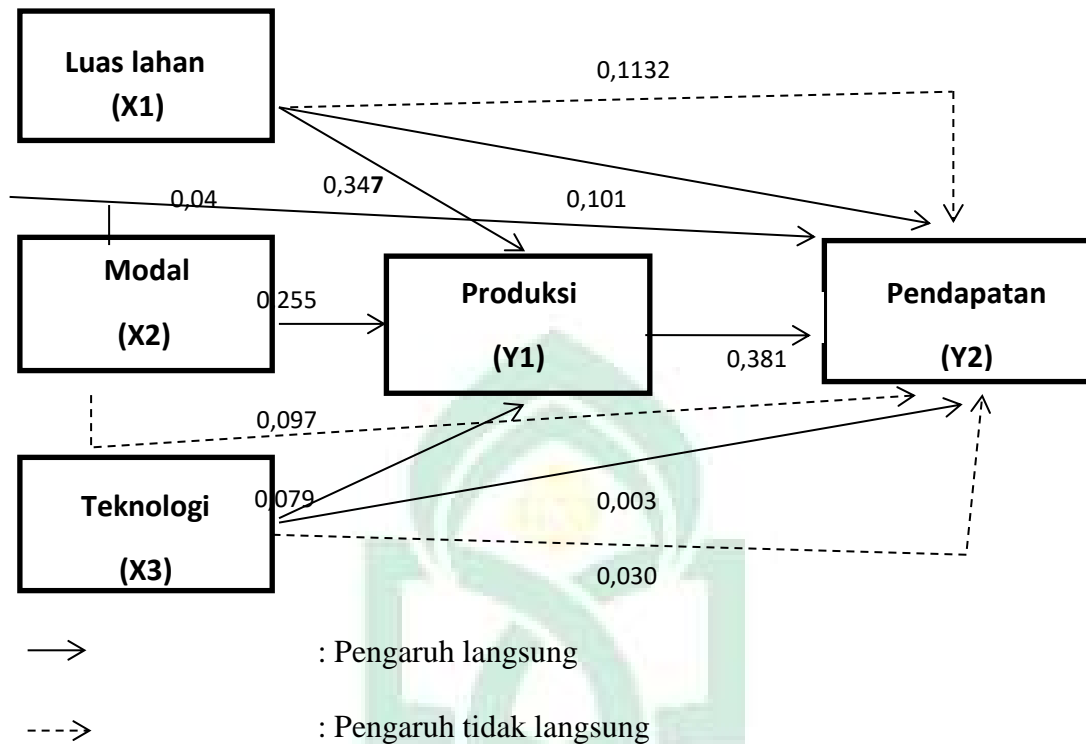 Luas lahan
(X1)
0,1132
0,347
0,04
0,101
Modal
(X2)
0,255
Produksi
(Y1)
0,381
Pendapatan
(Y2)
0,097
Teknologi
(X3)
0,079
0,003
0,030
: Pengaruh langsung
: Pengaruh tidak langsung